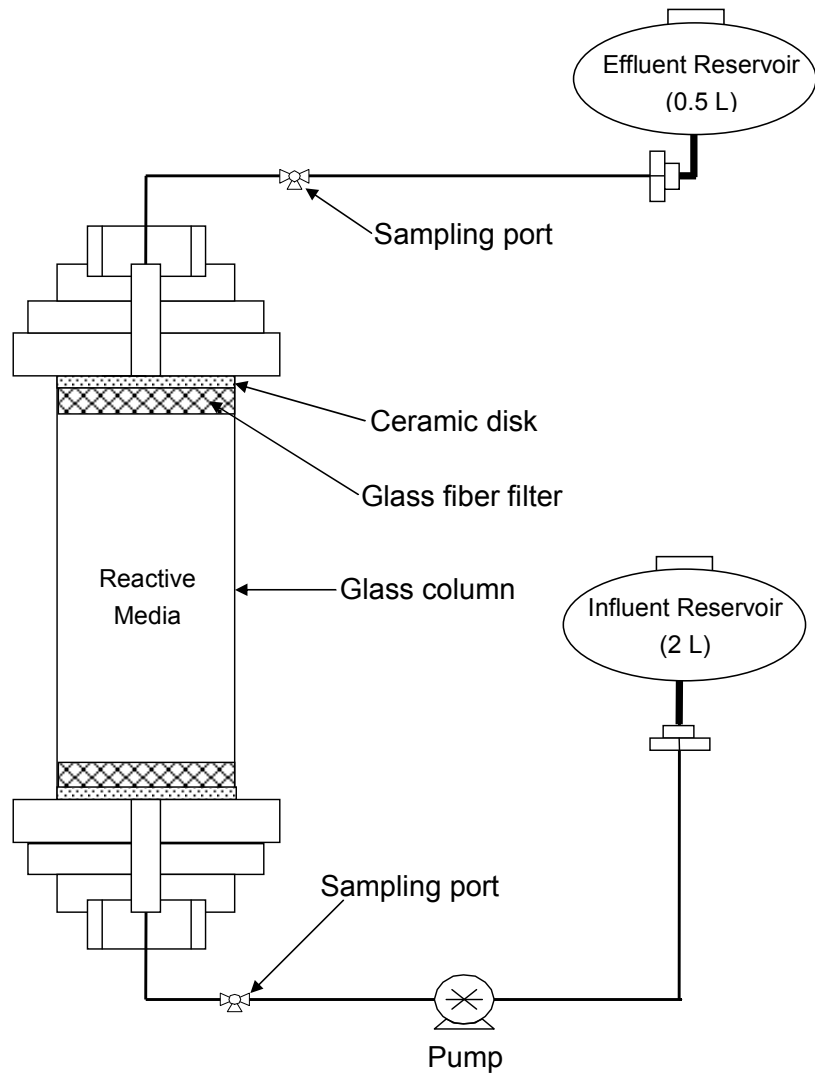 Effluent Reservoir
(0.5 L)
Sampling port
Ceramic disk
Glass fiber filter
Reactive
Media
Glass column
Influent Reservoir
(2 L)
Sampling port
Pump